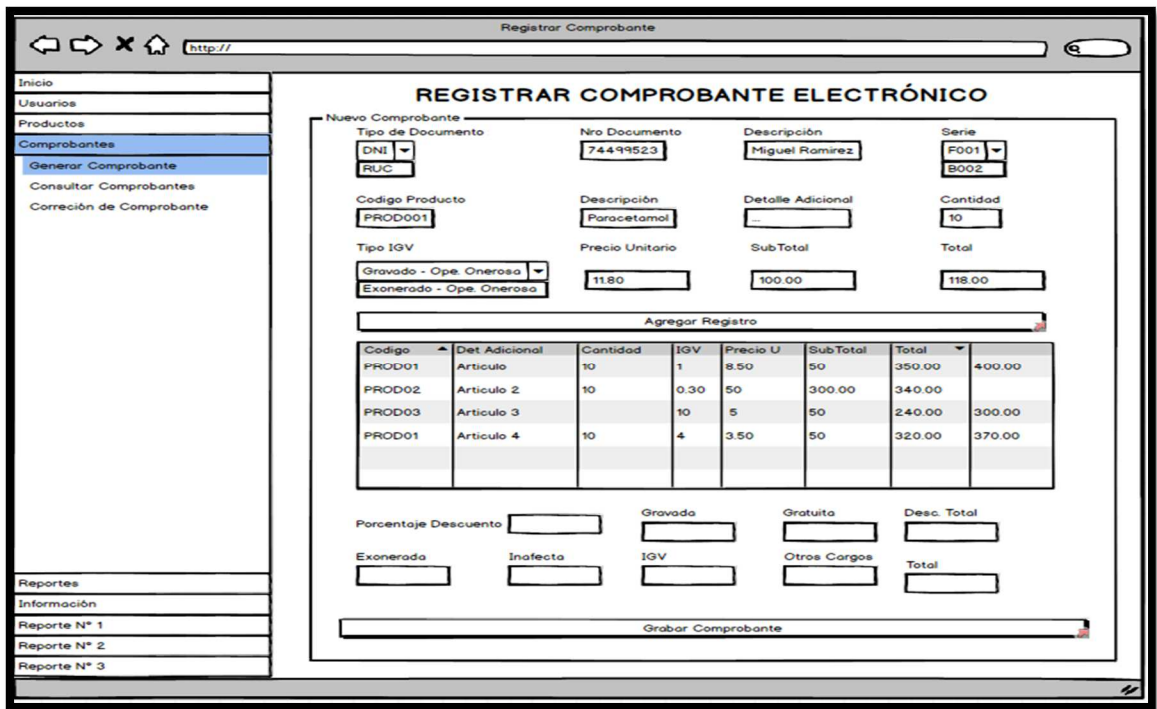 Registrar Comprobante
http://
Inicio
Usuarios
Productos
Comprobantes
Generar Comprobante
Consultar Comprobantes
Correción de Comprobante
Reportes
Información
Reporte N° 1
Reporte N° 2
Reporte N° 3
REGISTRAR COMPROBANTE ELECTRÓNICO
Nuevo Comprobante
Tipo de Documento Nro Documento Descripción Serie
DNI 74499523 Miguel Ramirez F001
RUC B002
Codigo Producto Descripción Detalle Adicional Cantidad
PROD001 Paracetamol ... 10
Tipo IGV Precio Unitario SubTotal Total
Gravado - Ope. Onerosa 11.80 100.00 118.00
Exonerado - Ope. Onerosa
Agregar Registro
Codigo Det Adicional Cantidad IGV Precio U SubTotal Total
PROD01 Articulo 10 1 8.50 50 350.00 400.00
PROD02 Articulo 2 10 0.30 50 300.00 340.00
PROD03 Articulo 3 10 5 50 240.00 300.00
PROD01 Articulo 4 10 4 3.50 50 320.00 370.00
Porcentaje Descuento Gravada Gratuita Desc. Total
Exonerada Inafecta IGV Otros Cargos Total
Grabar Comprobante